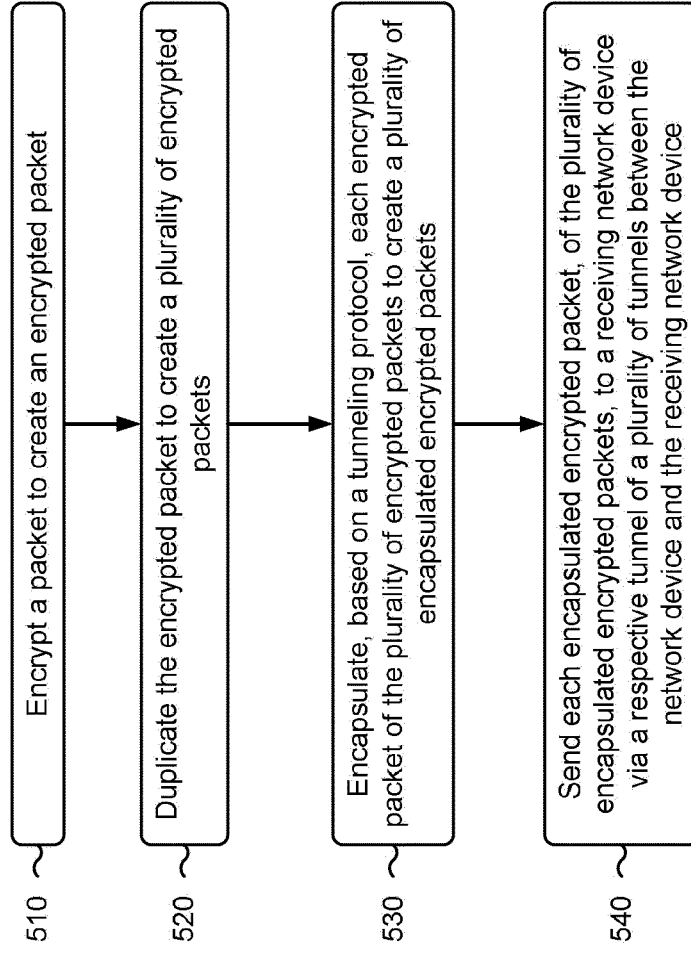 510
Encrypt a packet to create an encrypted packet
520
Duplicate the encrypted packet to create a plurality of encrypted
packets
530
Encapsulate, based on a tunneling protocol, each encrypted
packet of the plurality of encrypted packets to create a plurality of
encapsulated encrypted packets
540
Send each encapsulated encrypted packet, of the plurality of
encapsulated encrypted packets, to a receiving network device
via a respective tunnel of a plurality of tunnels between the
network device and the receiving network device